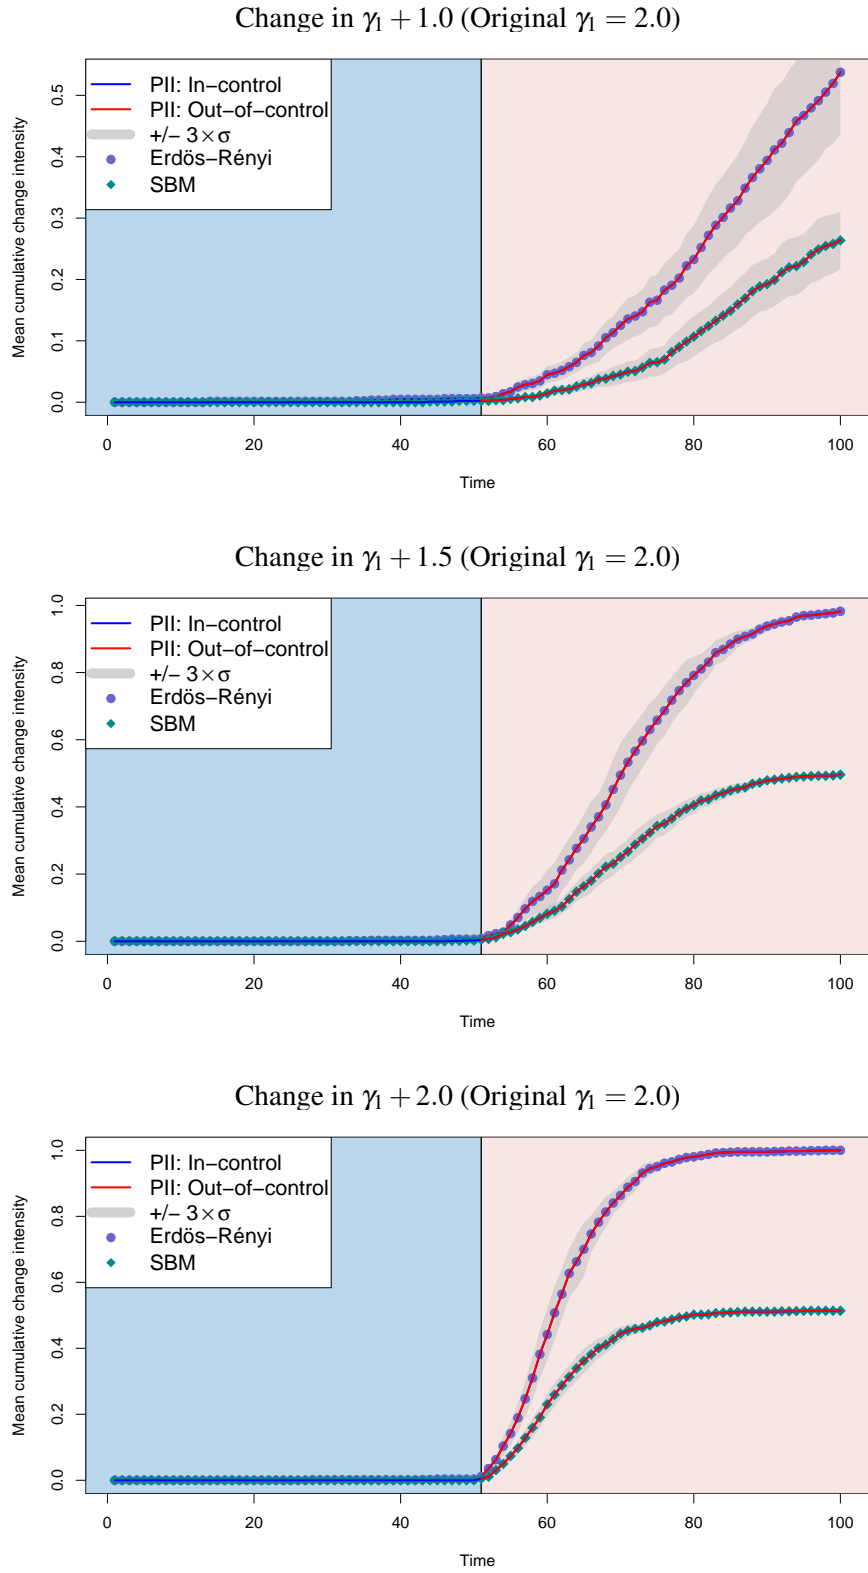 Change in γ₁ + 1.0 (Original γ₁ = 2.0)
Mean cumulative change intensity
0.0 0.1 0.2 0.3 0.4 0.5
PII: In−control
PII: Out−of−control
+/− 3×σ
Erdös−Rényi
SBM
0 20 40 60 80 100
Time
Change in γ₁ + 1.5 (Original γ₁ = 2.0)
Mean cumulative change intensity
0.0 0.2 0.4 0.6 0.8 1.0
PII: In−control
PII: Out−of−control
+/− 3×σ
Erdös−Rényi
SBM
0 20 40 60 80 100
Time
Change in γ₁ + 2.0 (Original γ₁ = 2.0)
Mean cumulative change intensity
0.0 0.2 0.4 0.6 0.8 1.0
PII: In−control
PII: Out−of−control
+/− 3×σ
Erdös−Rényi
SBM
0 20 40 60 80 100
Time